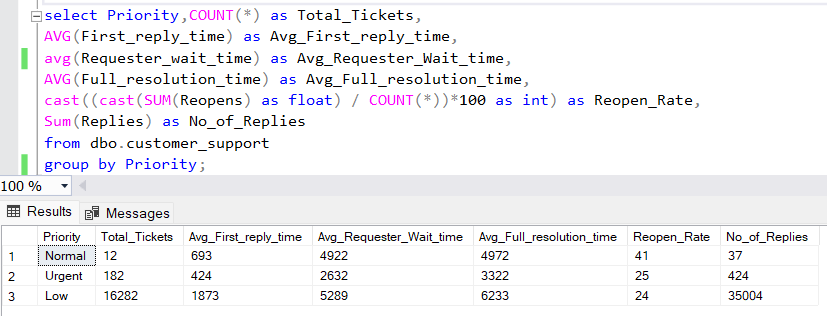 select Priority,COUNT(*) as Total_Tickets,
AVG(First_reply_time) as Avg_First_reply_time,
avg(Requester_wait_time) as Avg_Requester_Wait_time,
AVG(Full_resolution_time) as Avg_Full_resolution_time,
cast((cast(SUM(Reopens) as float) / COUNT(*))*100 as int) as Reopen_Rate,
Sum(Replies) as No_of_Replies
from dbo.customer_support
group by Priority;
100 %
Results Messages
Priority Total_Tickets Avg_First_reply_time Avg_Requester_Wait_time Avg_Full_resolution_time Reopen_Rate No_of_Replies
1 Normal 12 693 4922 4972 41 37
2 Urgent 182 424 2632 3322 25 424
3 Low 16282 1873 5289 6233 24 35004